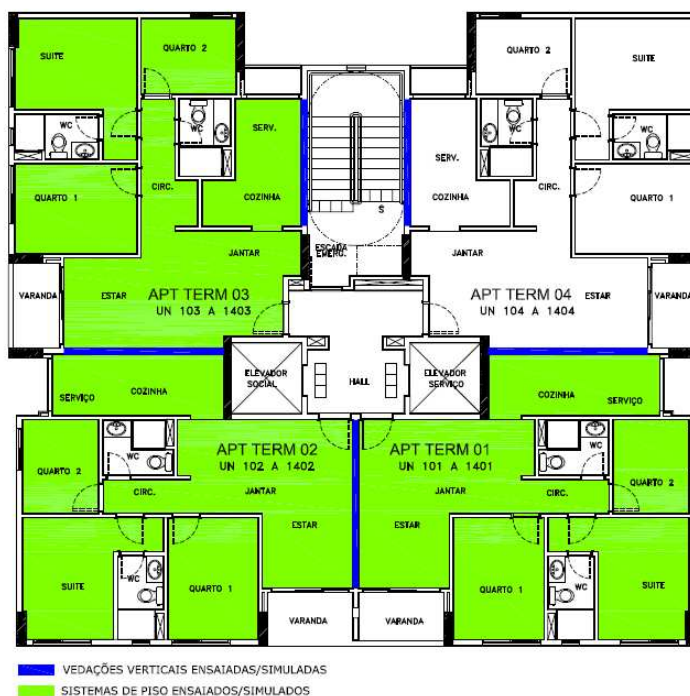 SUITE
QUARTO 2
WC
WC
SERV.
COZINHA
QUARTO 1
CIRC.
JANTAR
VARANDA
ESTAR
APT TERM 03
UN 103 A 1403
S
ESCADA
EMERG.
QUARTO 2
SUITE
WC
WC
SERV.
COZINHA
CIRC.
QUARTO 1
JANTAR
APT TERM 04
UN 104 A 1404
ESTAR
VARANDA
ELEVADOR
SOCIAL
HALL
ELEVADOR
SERVIÇO
COZINHA
SERVIÇO
WC
QUARTO 2
APT TERM 02
UN 102 A 1402
CIRC.
JANTAR
ESTAR
SUITE
WC
QUARTO 1
VARANDA
COZINHA
SERVIÇO
APT TERM 01
UN 101 A 1401
WC
QUARTO 2
JANTAR
CIRC.
ESTAR
QUARTO 1
WC
SUITE
VARANDA
VEDAÇÕES VERTICAIS ENSAIADAS/SIMULADAS
SISTEMAS DE PISO ENSAIADOS/SIMULADOS